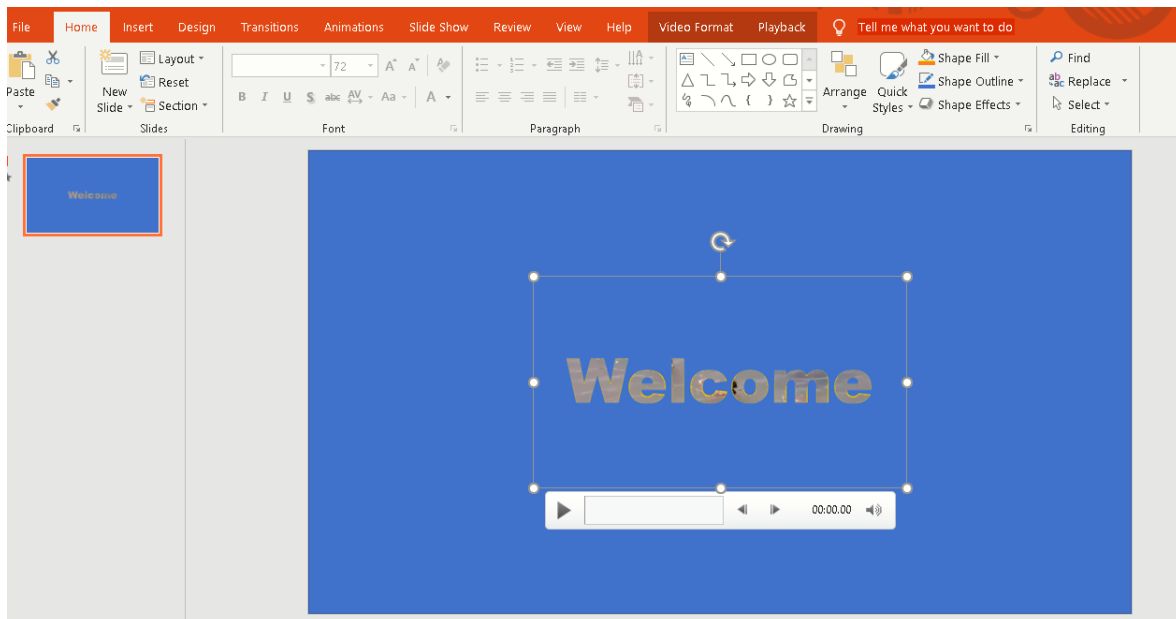 File Home Insert Design Transitions Animations Slide Show Review View Help Video Format Playback Tell me what you want to do
Paste
New
Slide
Layout
Reset
Section
72
A A
B I U S abc AV Aa A
Arrange
Quick
Styles
Shape Fill
Shape Outline
Shape Effects
Find
Replace
Select
Clipboard Slides Font Paragraph Drawing Editing
Welcome
Welcome
00:00.00